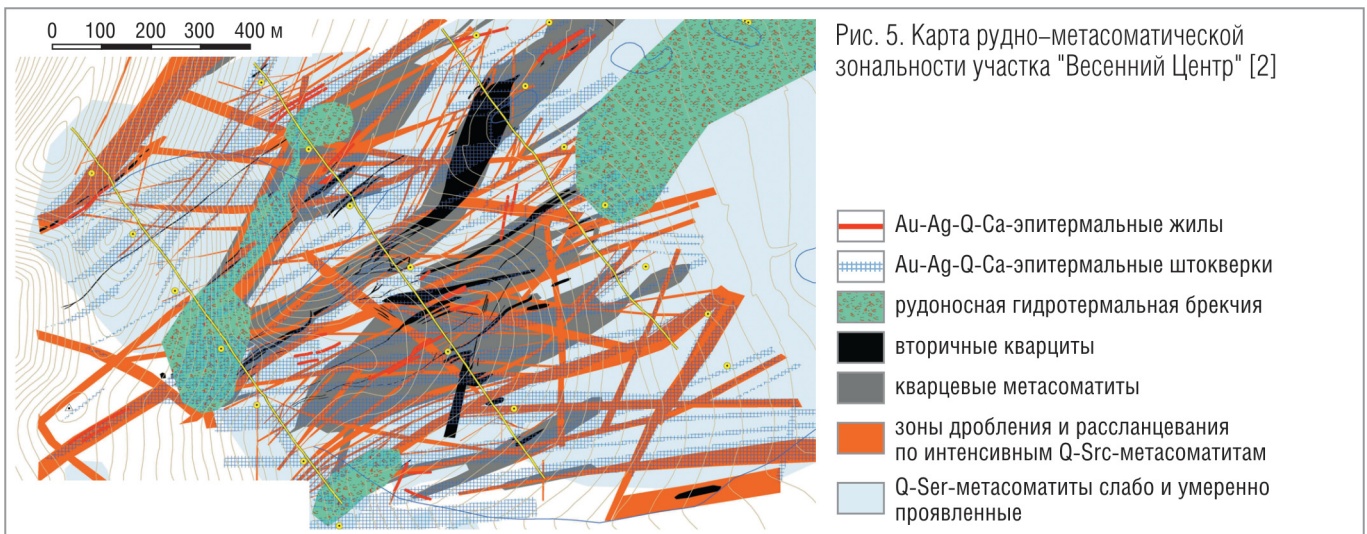 0 100 200 300 400 м
Рис. 5. Карта рудно–метасоматической
зональности участка "Весенний Центр" [2]
Au-Ag-Q-Ca-эпитермальные жилы
Au-Ag-Q-Ca-эпитермальные штокверки
рудоносная гидротермальная брекчия
вторичные кварциты
кварцевые метасоматиты
зоны дробления и рассланцевания
по интенсивным Q-Src-метасоматитам
Q-Ser-метасоматиты слабо и умеренно
проявленные